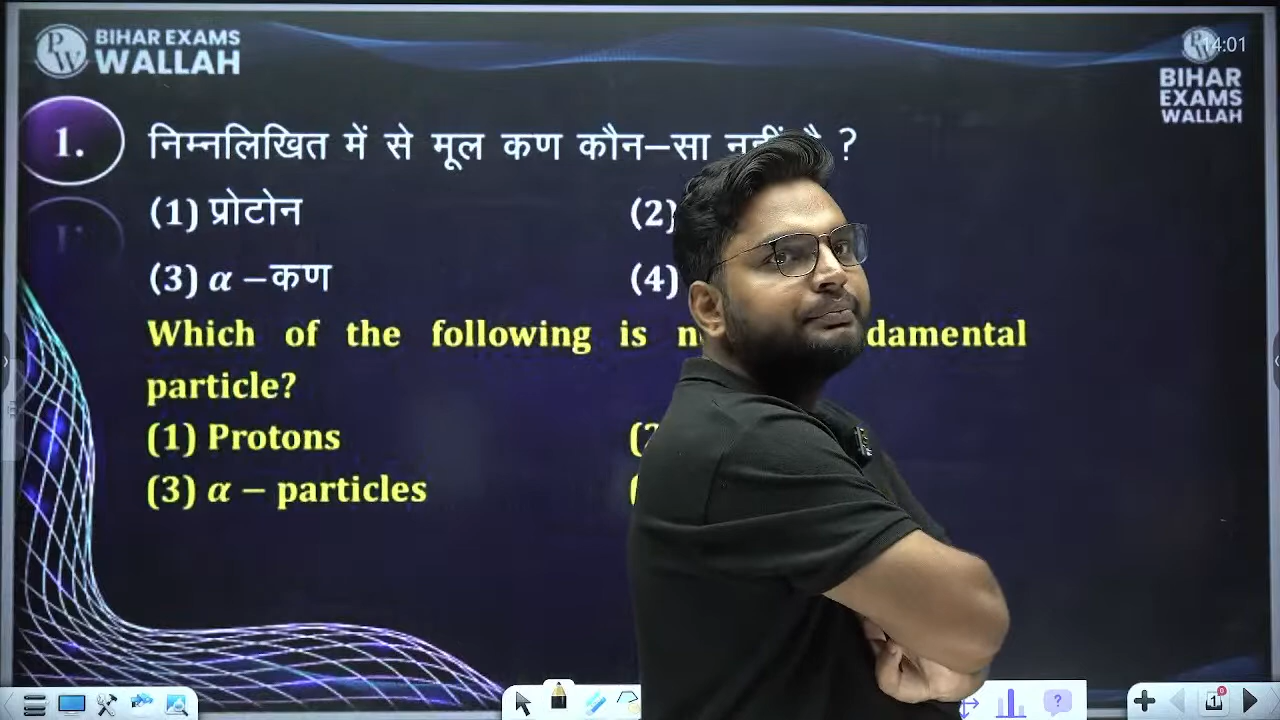 BIHAR EXAMS
WALLAH
14:01
BIHAR
EXAMS
WALLAH
1.
निम्नलिखित में से मूल कण कौन–सा नहीं है ?
(1) प्रोटोन
(2)
(3) α –कण
(4)
Which of the following is
particle?
(1) Protons
(3) α – particles